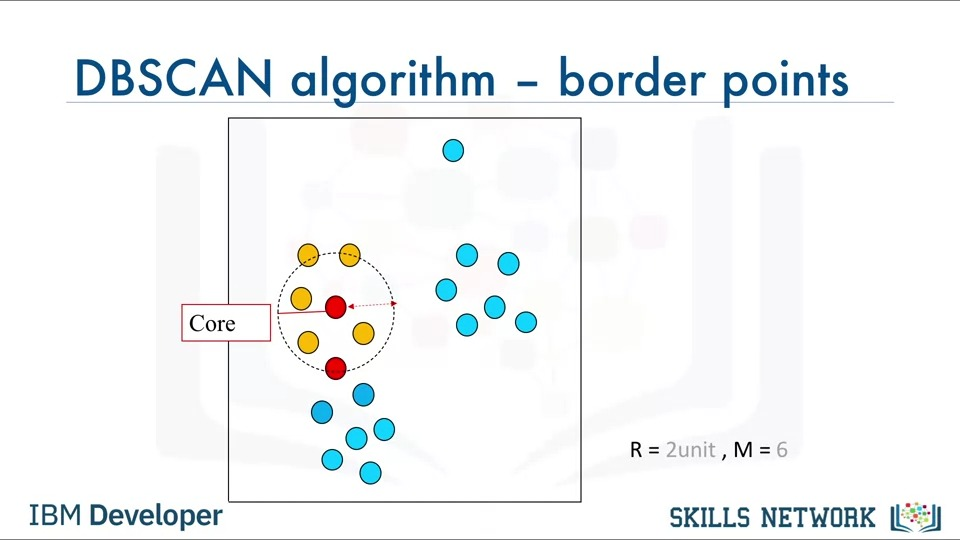 DBSCAN algorithm – border points
Core
R = 2unit , M = 6
IBM Developer
SKILLS NETWORK